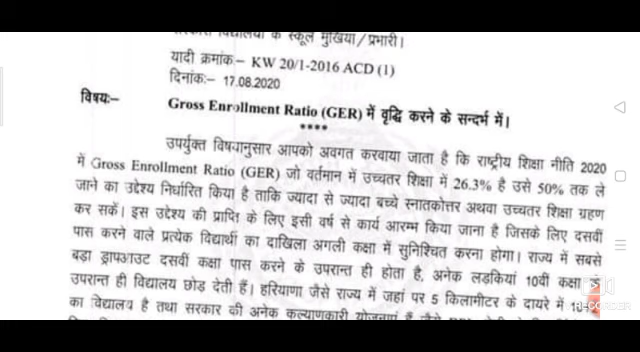 के स्कूल मुखिया/प्रभारी।
यादी क्रमांक:– KW 20/1-2016 ACD (1)
दिनांक:– 17.08.2020
विषय:– Gross Enrollment Ratio (GER) में वृद्धि करने के सन्दर्भ में।
****
उपर्युक्त विषयानुसार आपको अवगत करवाया जाता है कि राष्ट्रीय शिक्षा नीति 2020
में Gross Enrollment Ratio (GER) जो वर्तमान में उच्चतर शिक्षा में 26.3% है उसे 50% तक ले
जाने का उद्देश्य निर्धारित किया है ताकि ज्यादा से ज्यादा बच्चे स्नातकोत्तर अथवा उच्चतर शिक्षा ग्रहण
कर सकें। इस उद्देश्य की प्राप्ति के लिए इसी वर्ष से कार्य आरम्भ किया जाना है जिसके लिए दसवीं
पास करने वाले प्रत्येक विद्यार्थी का दाखिला अगली कक्षा में सुनिश्चित करना होगा। राज्य में सबसे
बड़ा ड्रापआउट दसवीं कक्षा पास करने के उपरान्त ही होता है, अनेक लड़कियां 10वीं कक्षा
उपरान्त ही विद्यालय छोड़ देती हैं। हरियाणा जैसे राज्य में जहां पर 5 किलामीटर के दायरे में
का विद्यालय है तथा सरकार की अनेक कल्याणकारी योजनाएं हैं
RECORDER